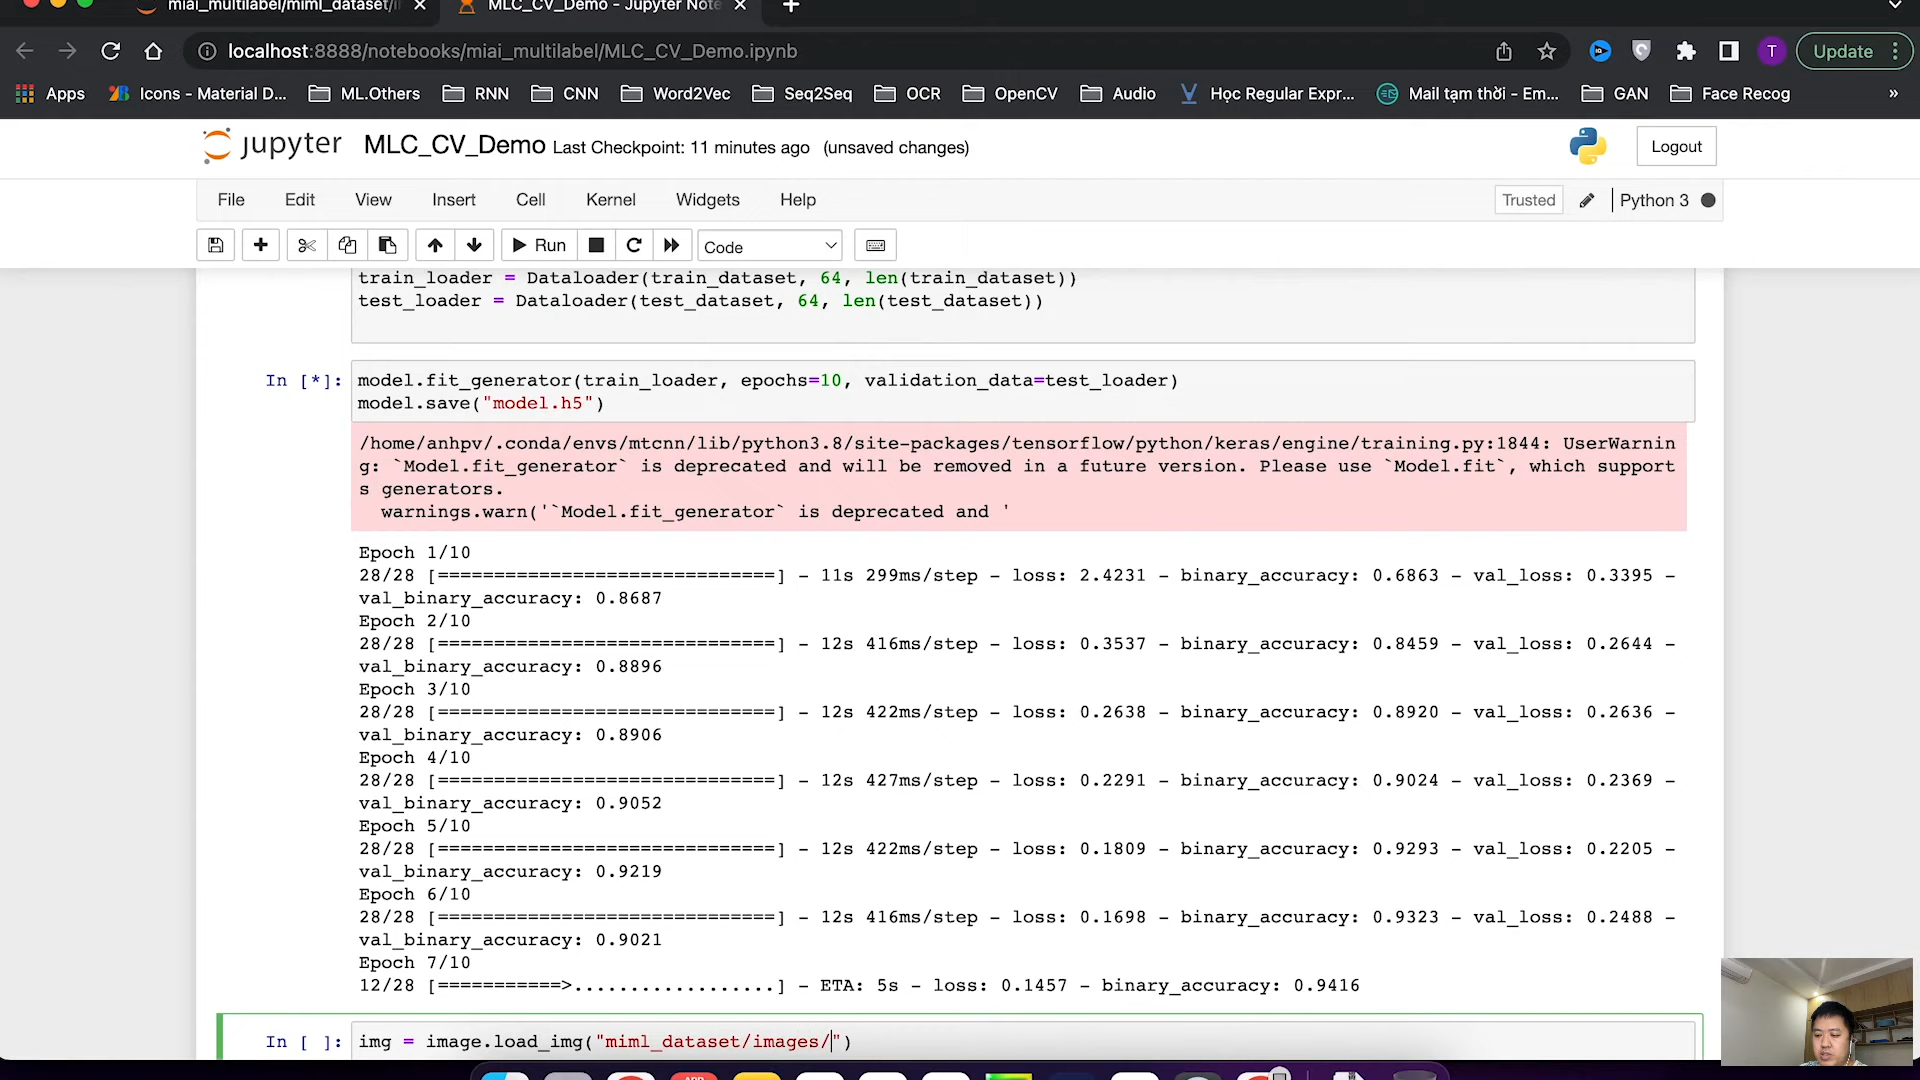 miai_multilabel/miml_dataset/i
MLC_CV_Demo - Jupyter Note
localhost:8888/notebooks/miai_multilabel/MLC_CV_Demo.ipynb
T
Update
Apps
Icons - Material D...
ML.Others
RNN
CNN
Word2Vec
Seq2Seq
OCR
OpenCV
Audio
Học Regular Expr...
Mail tạm thời - Em...
GAN
Face Recog
»
jupyter MLC_CV_Demo Last Checkpoint: 11 minutes ago (unsaved changes)
Logout
File Edit View Insert Cell Kernel Widgets Help
Trusted
Python 3
Run
Code
train_loader = Dataloader(train_dataset, 64, len(train_dataset))
test_loader = Dataloader(test_dataset, 64, len(test_dataset))
In [*]: model.fit_generator(train_loader, epochs=10, validation_data=test_loader)
model.save("model.h5")
/home/anhpv/.conda/envs/mtcnn/lib/python3.8/site-packages/tensorflow/python/keras/engine/training.py:1844: UserWarnin
g: `Model.fit_generator` is deprecated and will be removed in a future version. Please use `Model.fit`, which support
s generators.
warnings.warn('`Model.fit_generator` is deprecated and '
Epoch 1/10
28/28 [==============================] - 11s 299ms/step - loss: 2.4231 - binary_accuracy: 0.6863 - val_loss: 0.3395 -
val_binary_accuracy: 0.8687
Epoch 2/10
28/28 [==============================] - 12s 416ms/step - loss: 0.3537 - binary_accuracy: 0.8459 - val_loss: 0.2644 -
val_binary_accuracy: 0.8896
Epoch 3/10
28/28 [==============================] - 12s 422ms/step - loss: 0.2638 - binary_accuracy: 0.8920 - val_loss: 0.2636 -
val_binary_accuracy: 0.8906
Epoch 4/10
28/28 [==============================] - 12s 427ms/step - loss: 0.2291 - binary_accuracy: 0.9024 - val_loss: 0.2369 -
val_binary_accuracy: 0.9052
Epoch 5/10
28/28 [==============================] - 12s 422ms/step - loss: 0.1809 - binary_accuracy: 0.9293 - val_loss: 0.2205 -
val_binary_accuracy: 0.9219
Epoch 6/10
28/28 [==============================] - 12s 416ms/step - loss: 0.1698 - binary_accuracy: 0.9323 - val_loss: 0.2488 -
val_binary_accuracy: 0.9021
Epoch 7/10
12/28 [===========>..................] - ETA: 5s - loss: 0.1457 - binary_accuracy: 0.9416
In [ ]: img = image.load_img("miml_dataset/images/")